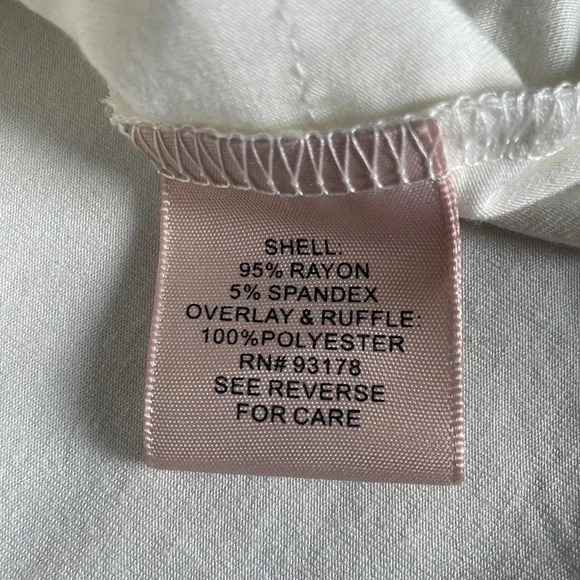 SHELL:
95% RAYON
5% SPANDEX
OVERLAY & RUFFLE:
100%POLYESTER
RN# 93178
SEE REVERSE
FOR CARE